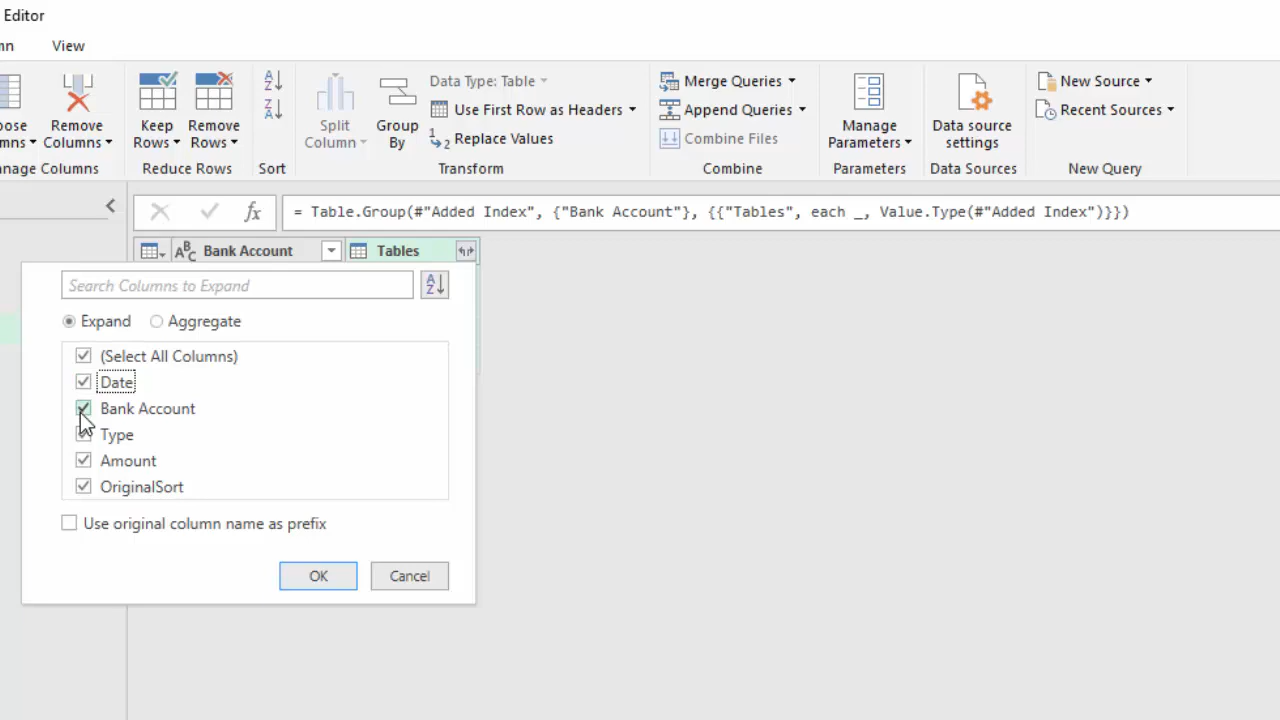 Editor
mn View
oose Remove Keep Remove Split Group Data Type: Table Merge Queries Manage Data source New Source
mns Columns Rows Rows Column By Use First Row as Headers Append Queries Parameters settings Recent Sources
Replace Values Combine Files
nage Columns Reduce Rows Sort Transform Combine Parameters Data Sources New Query
fx = Table.Group(#"Added Index", {"Bank Account"}, {{"Tables", each _, Value.Type(#"Added Index")}})
ABC Bank Account Tables
Search Columns to Expand AZ
Expand Aggregate
(Select All Columns)
Date
Bank Account
Type
Amount
OriginalSort
Use original column name as prefix
OK Cancel